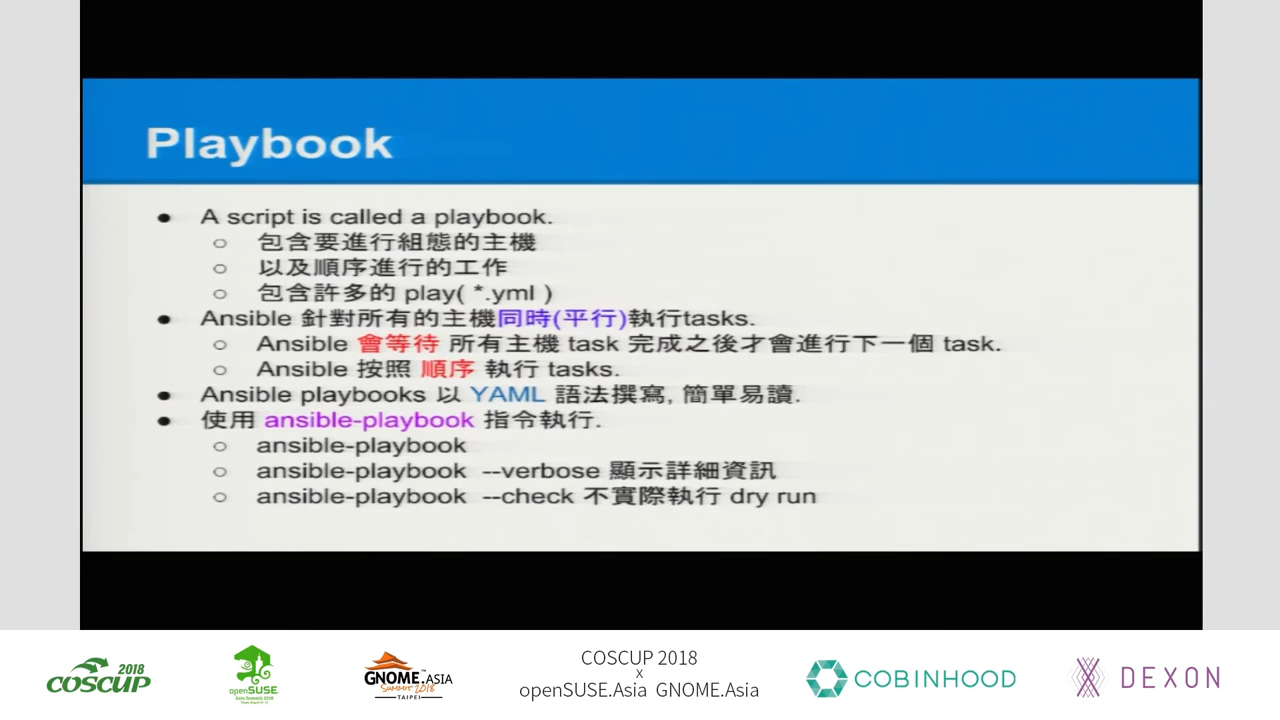 Playbook
● A script is called a playbook.
○ 包含要進行組態的主機
○ 以及順序進行的工作
○ 包含許多的 play( *.yml )
● Ansible 針對所有的主機同時(平行)執行tasks.
○ Ansible 會等待 所有主機 task 完成之後才會進行下一個 task.
○ Ansible 按照 順序 執行 tasks.
● Ansible playbooks 以 YAML 語法撰寫, 簡單易讀.
● 使用 ansible-playbook 指令執行.
○ ansible-playbook
○ ansible-playbook --verbose 顯示詳細資訊
○ ansible-playbook --check 不實際執行 dry run
2018
COSCUP
openSUSE
Asia Summit 2018
GNOME.ASIA
SUMMIT 2018
TAIPEI
COSCUP 2018
x
openSUSE.Asia GNOME.Asia
COBINHOOD
DEXON